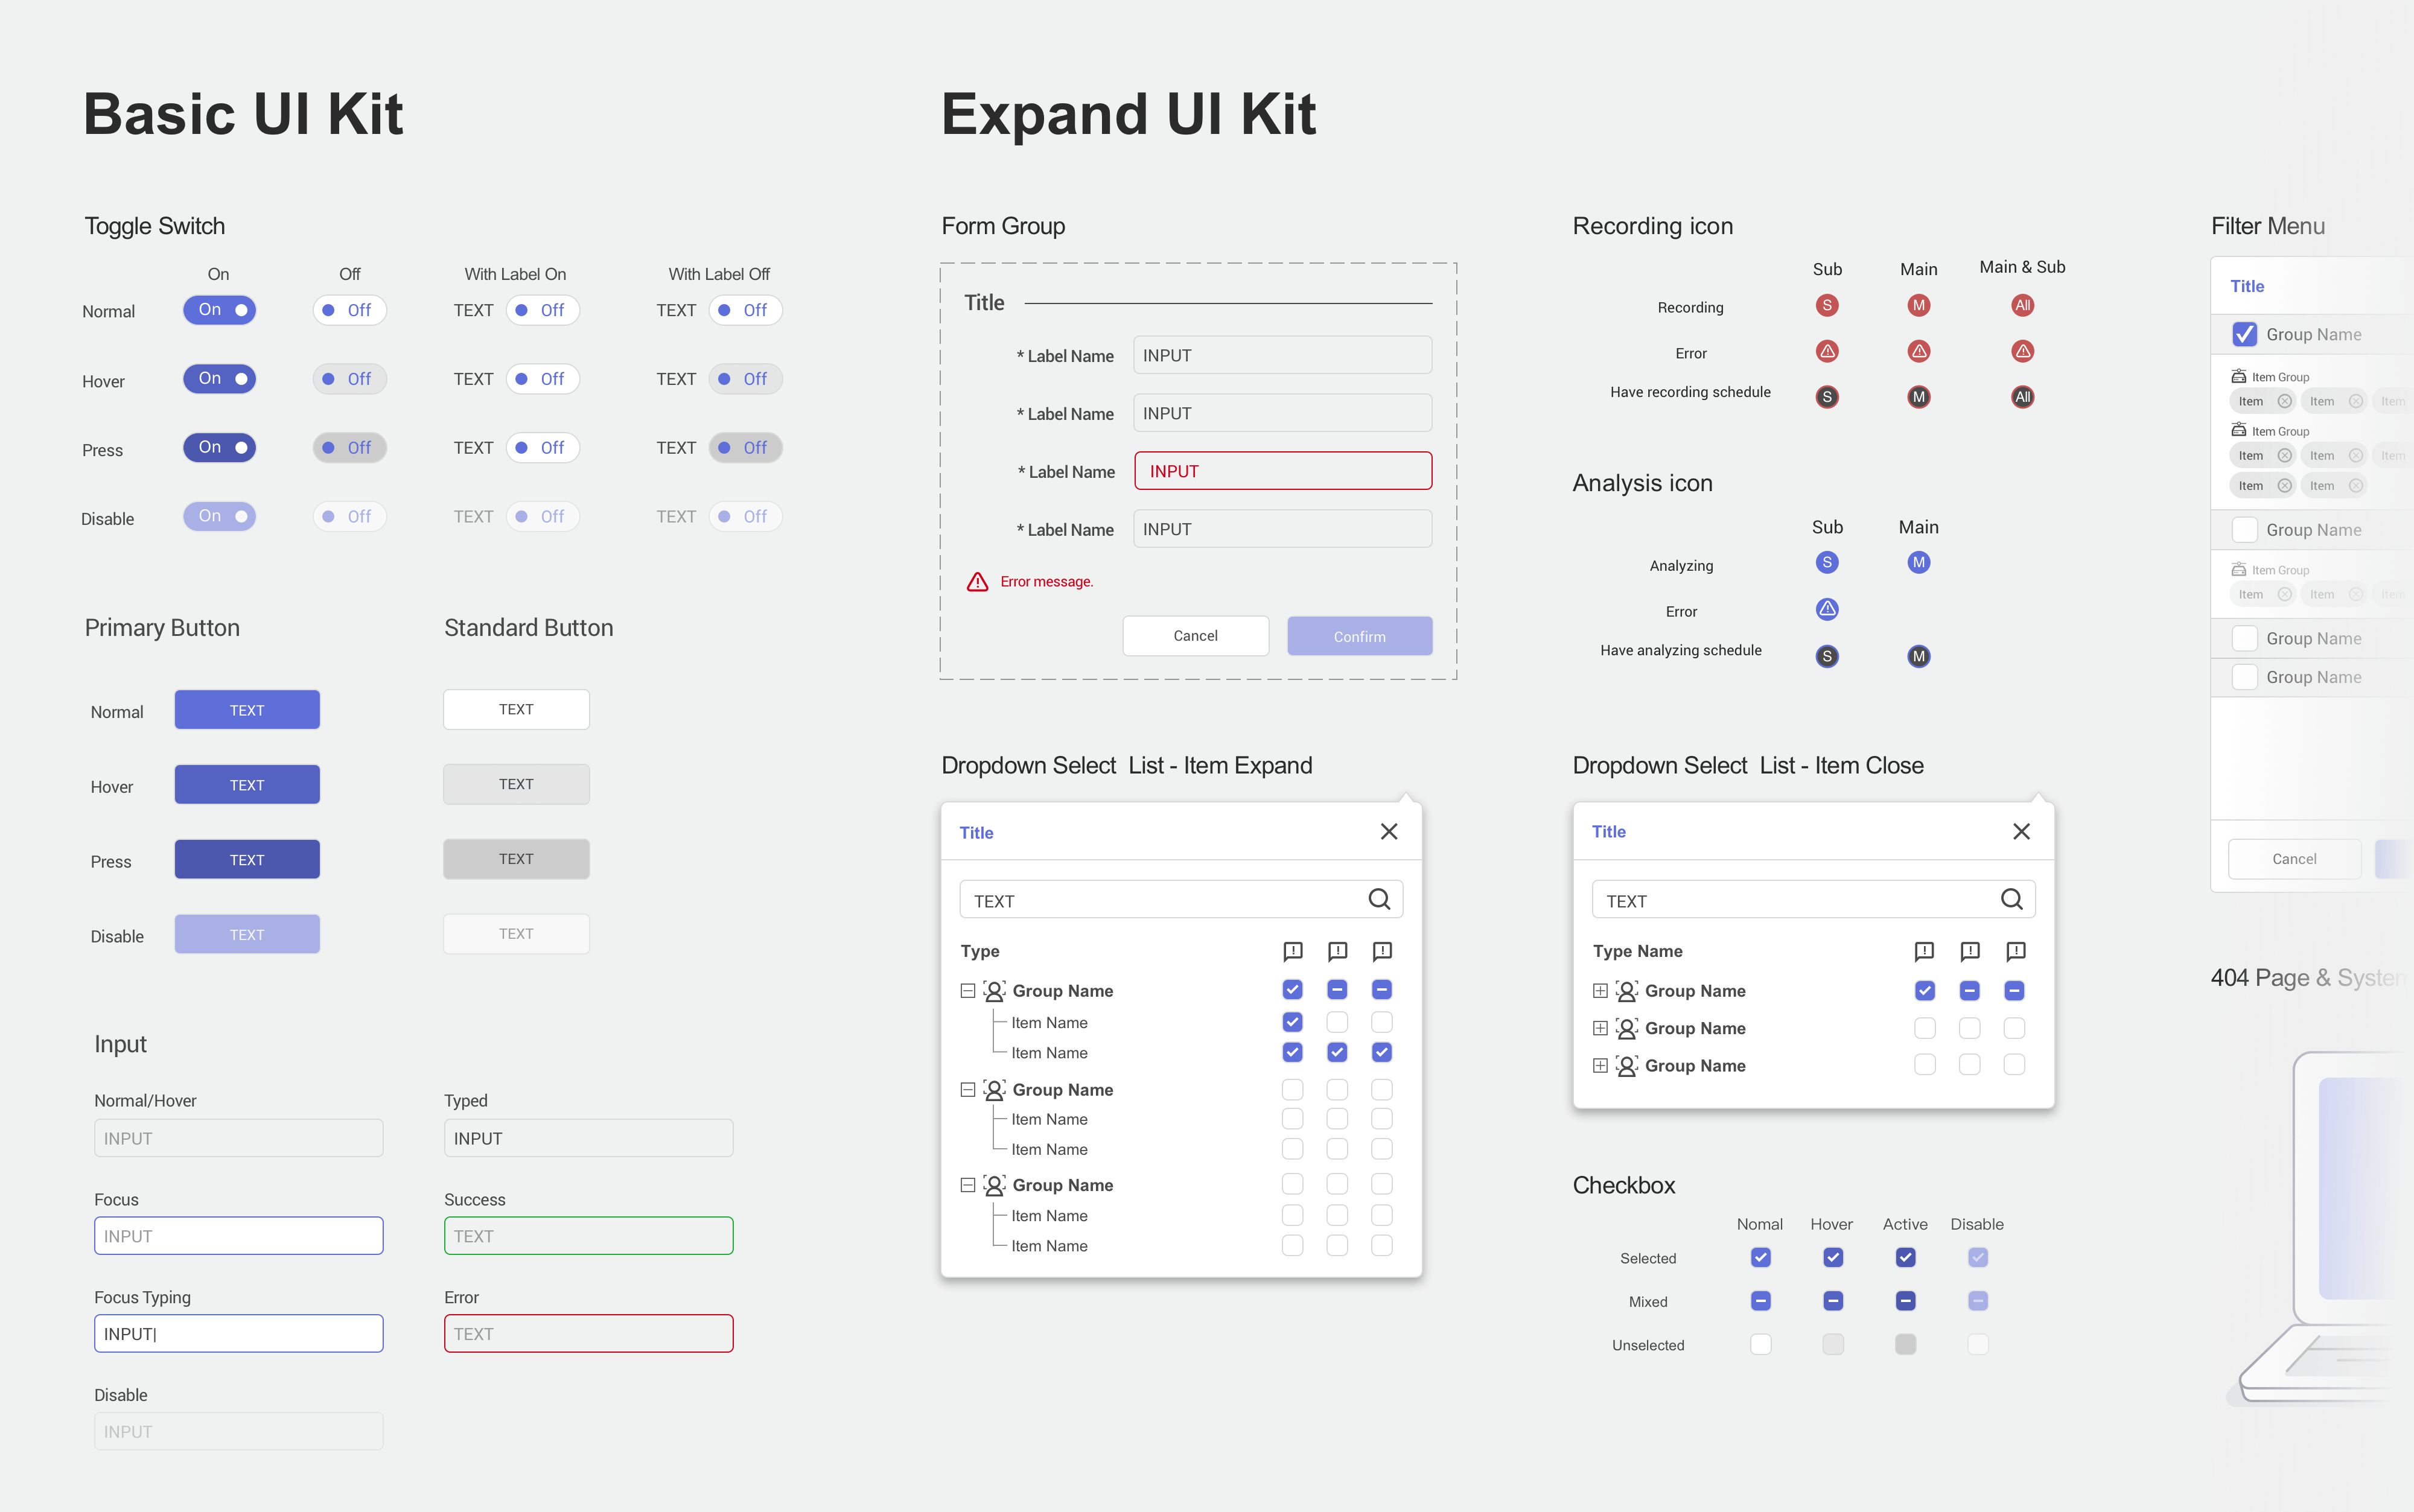 Basic UI Kit
Toggle Switch
On Off With Label On With Label Off
Normal On Off TEXT Off TEXT Off
Hover On Off TEXT Off TEXT Off
Press On Off TEXT Off TEXT Off
Disable On Off TEXT Off TEXT Off
Primary Button Standard Button
Normal TEXT TEXT
Hover TEXT TEXT
Press TEXT TEXT
Disable TEXT TEXT
Input
Normal/Hover Typed
INPUT INPUT
Focus Success
INPUT TEXT
Focus Typing Error
INPUT| TEXT
Disable
INPUT
Expand UI Kit
Form Group
Title
* Label Name INPUT
* Label Name INPUT
* Label Name INPUT
* Label Name INPUT
Error message.
Cancel Confirm
Dropdown Select List - Item Expand
Title
TEXT
Type
Group Name
Item Name
Item Name
Group Name
Item Name
Item Name
Group Name
Item Name
Item Name
Recording icon
Sub Main Main & Sub
Recording S M All
Error
Have recording schedule S M All
Analysis icon
Sub Main
Analyzing S M
Error
Have analyzing schedule S M
Dropdown Select List - Item Close
Title
TEXT
Type Name
Group Name
Group Name
Group Name
Checkbox
Nomal Hover Active Disable
Selected
Mixed
Unselected
Filter Menu
Title
Group Name
Item Group
Item Item Item
Item Group
Item Item Item
Item Item
Group Name
Item Group
Item Item Item
Group Name
Group Name
Cancel
404 Page & System